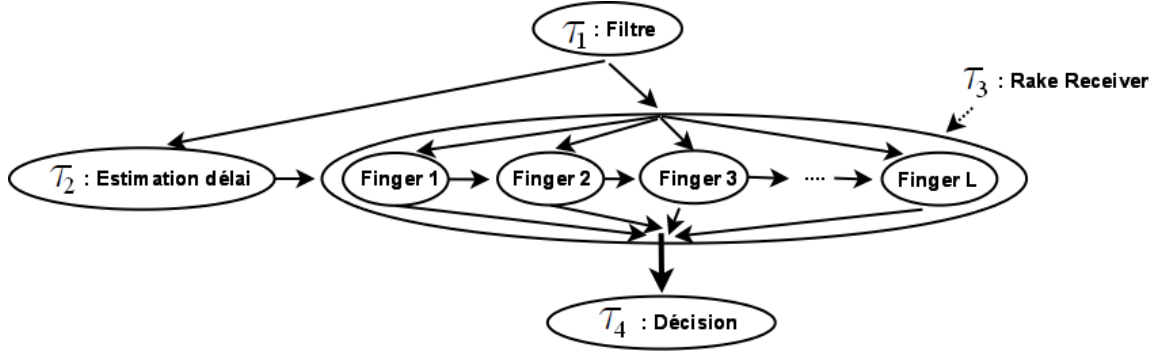 τ1 : Filtre
τ3 : Rake Receiver
τ2 : Estimation délai
Finger 1
Finger 2
Finger 3
....
Finger L
τ4 : Décision